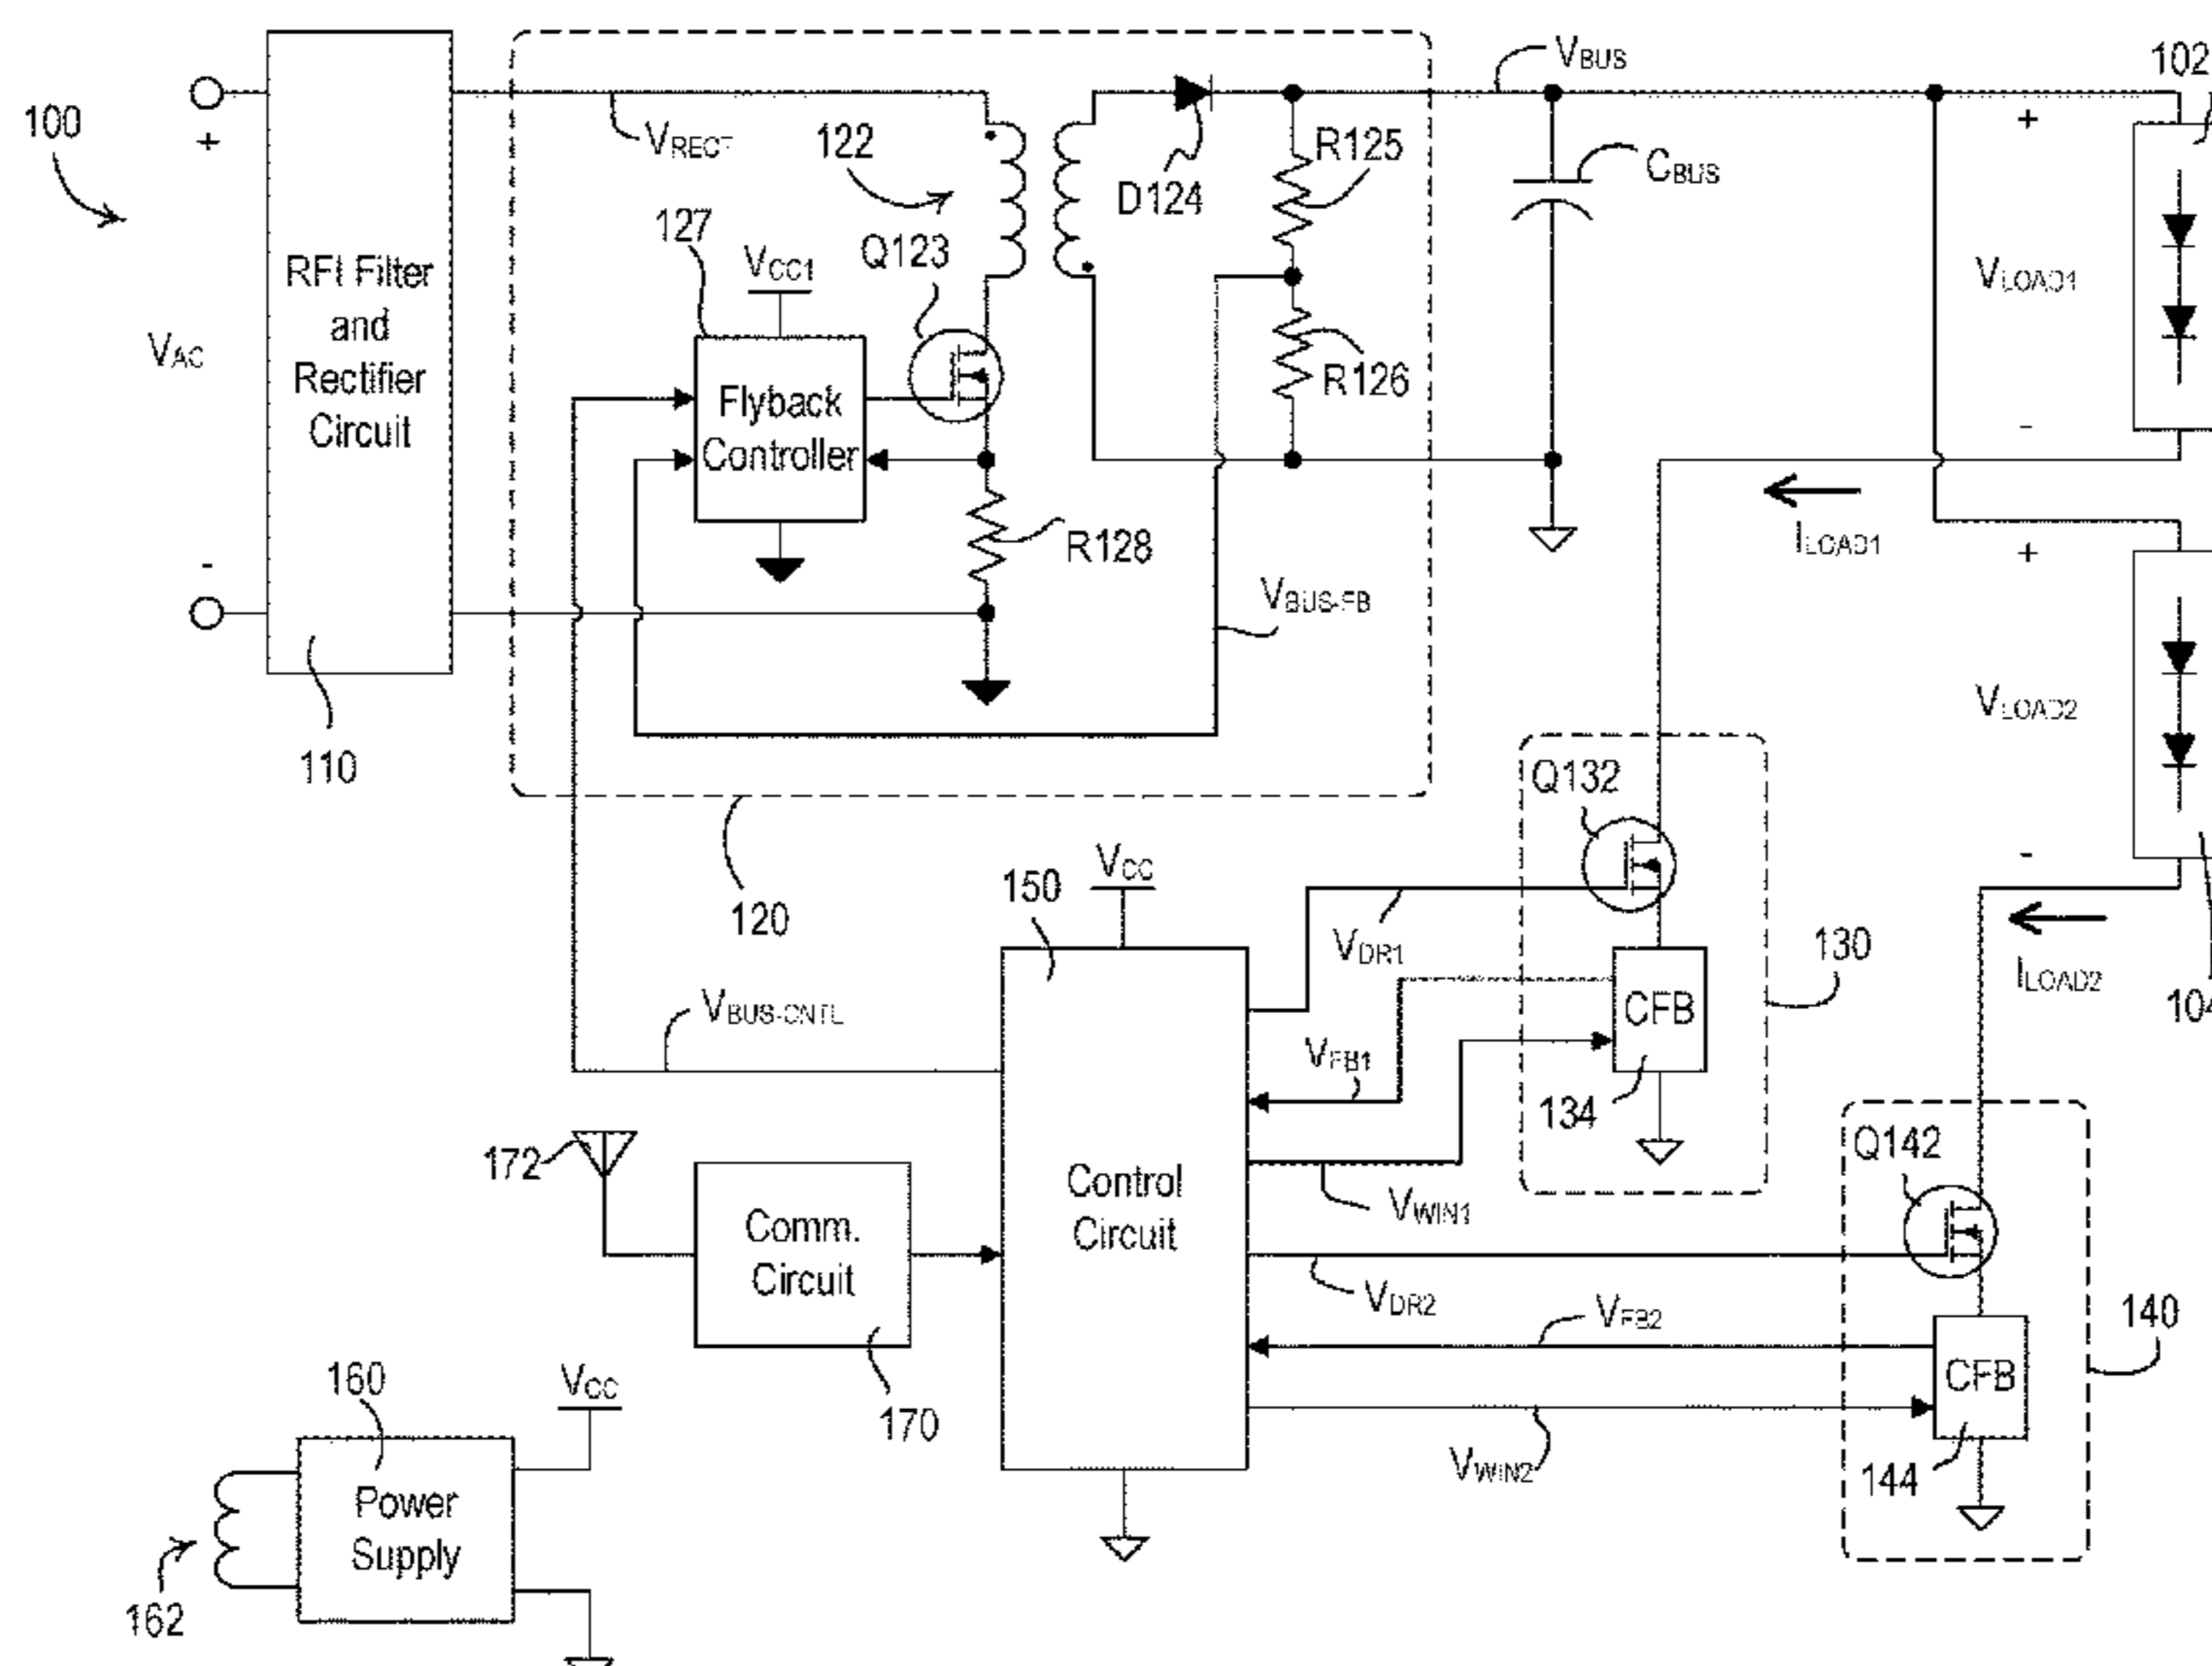 100
+
VAC
-
RFI Filter
and
Rectifier
Circuit
110
VRECT
122
127
VCC1
Q123
Flyback
Controller
R128
D124
R125
R126
VBUS
CBUS
VBUS-FB
120
102
+
VLOAD1
-
ILOAD1
+
VLOAD2
-
ILOAD2
104
Q132
130
CFB
134
VDR1
VFB1
VWIN1
VCC
150
Control
Circuit
VBUS-CNTL
172
Comm.
Circuit
170
Q142
140
CFB
144
VDR2
VFB2
VWIN2
160
VCC
Power
Supply
162